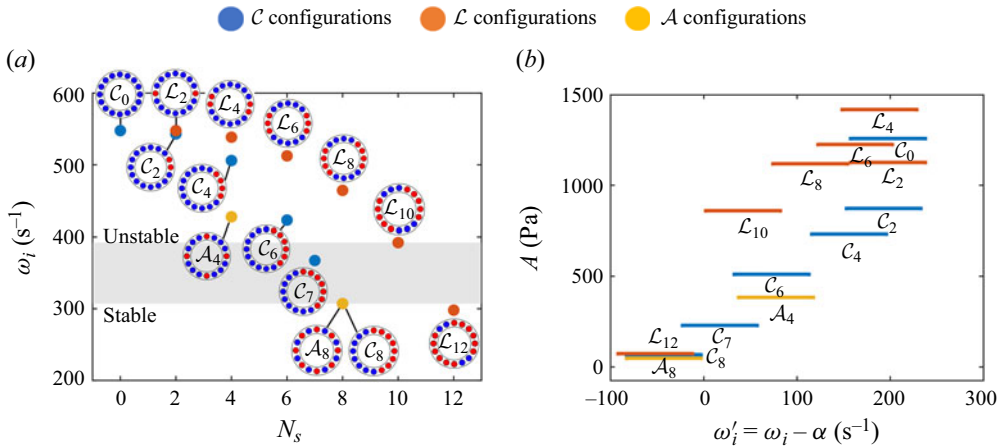 𝒞 configurations ℒ configurations 𝒜 configurations
(a)
600
500
400
300
200
ω_i (s⁻¹)
𝒞₀ ℒ₂ ℒ₄ ℒ₆ ℒ₈ ℒ₁₀
𝒞₂ 𝒞₄
𝒜₄ 𝒞₆ 𝒞₇
Unstable
Stable
𝒜₈ 𝒞₈ ℒ₁₂
0 2 4 6 8 10 12
N_s
(b)
1500
1000
500
0
A (Pa)
ℒ₄
𝒞₀
ℒ₆
ℒ₈ ℒ₂
ℒ₁₀ 𝒞₂
𝒞₄
𝒞₆
𝒜₄
𝒞₇
ℒ₁₂
𝒞₈
𝒜₈
−100 0 100 200 300
ω′_i = ω_i – α (s⁻¹)